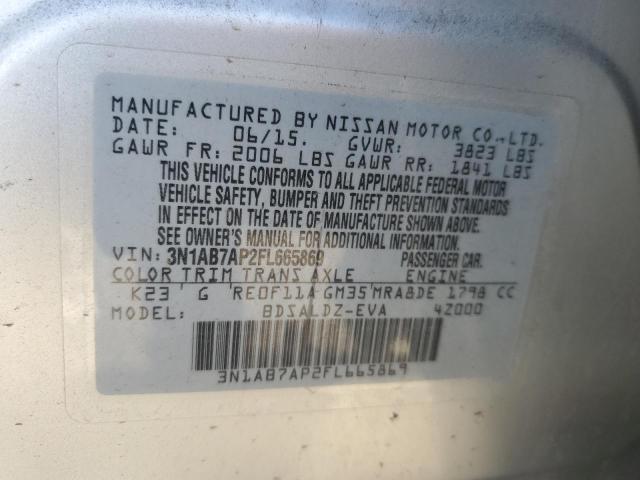 MANUFACTURED BY NISSAN MOTOR CO.,LTD.
DATE: 06/15. GVWR: 3823 LBS
GAWR FR: 2006 LBS GAWR RR: 1841 LBS
THIS VEHICLE CONFORMS TO ALL APPLICABLE FEDERAL MOTOR
VEHICLE SAFETY, BUMPER AND THEFT PREVENTION STANDARDS
IN EFFECT ON THE DATE OF MANUFACTURE SHOWN ABOVE.
SEE OWNER'S MANUAL FOR ADDITIONAL INFORMATION.
VIN: 3N1AB7AP2FL665869 PASSENGER CAR.
COLOR TRIM TRANS AXLE ENGINE
K23 G RE0F11A GM35 MRA8DE 1798 CC
MODEL: BDSALDZ-EVA 4Z000
3N1AB7AP2FL665869